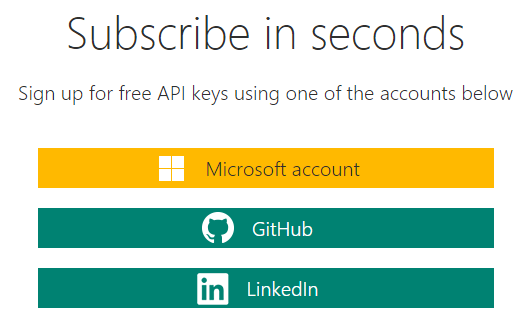 Subscribe in seconds
Sign up for free API keys using one of the accounts below
Microsoft account
GitHub
in LinkedIn